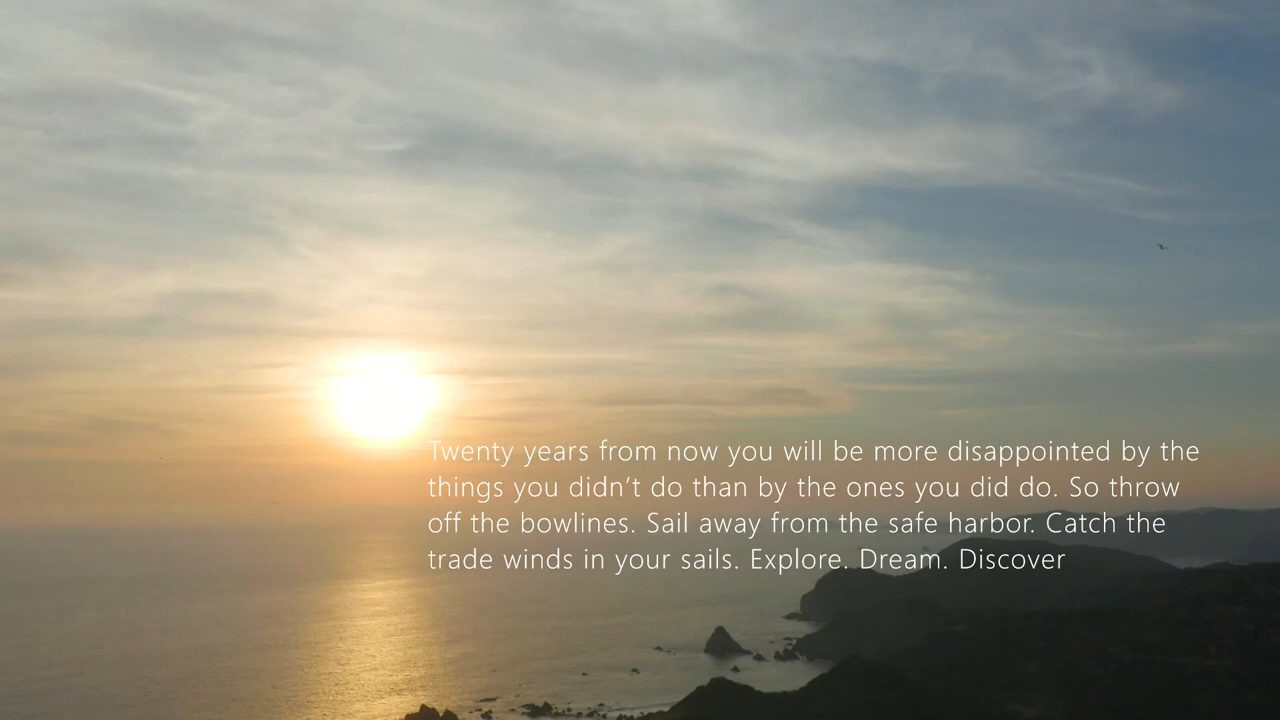 Twenty years from now you will be more disappointed by the
things you didn’t do than by the ones you did do. So throw
off the bowlines. Sail away from the safe harbor. Catch the
trade winds in your sails. Explore. Dream. Discover